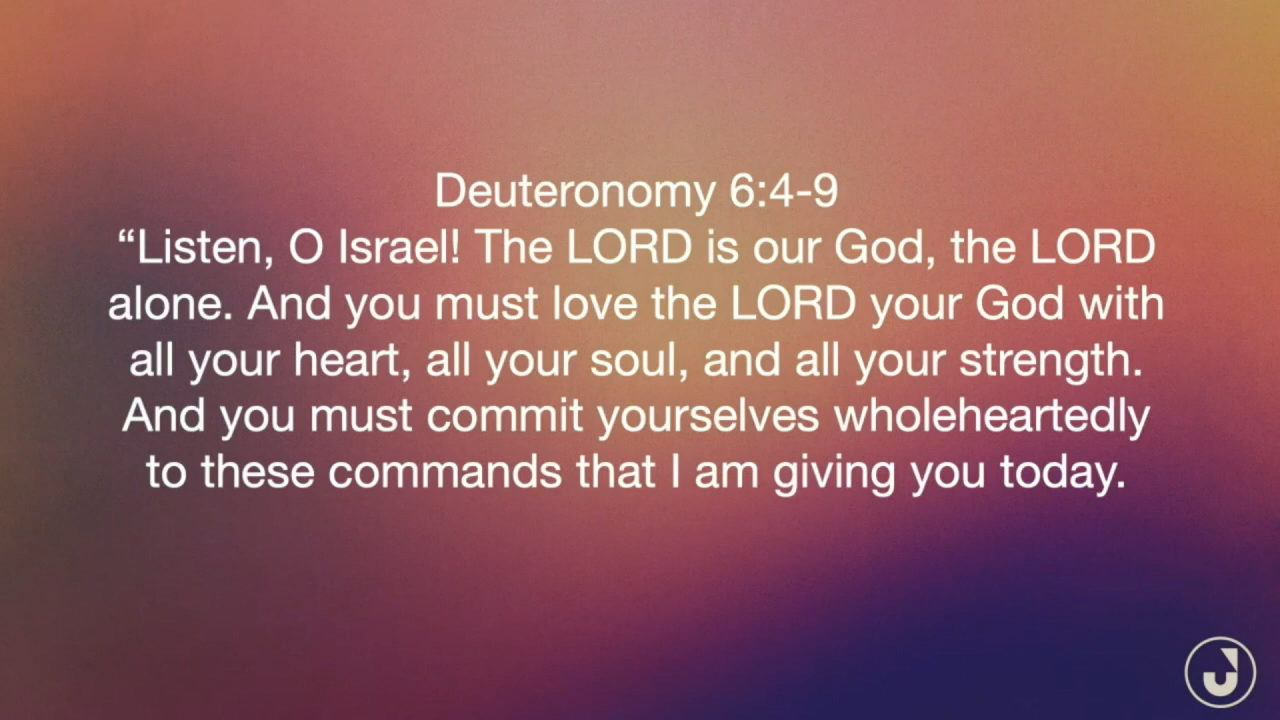 Deuteronomy 6:4-9
“Listen, O Israel! The LORD is our God, the LORD
alone. And you must love the LORD your God with
all your heart, all your soul, and all your strength.
And you must commit yourselves wholeheartedly
to these commands that I am giving you today.